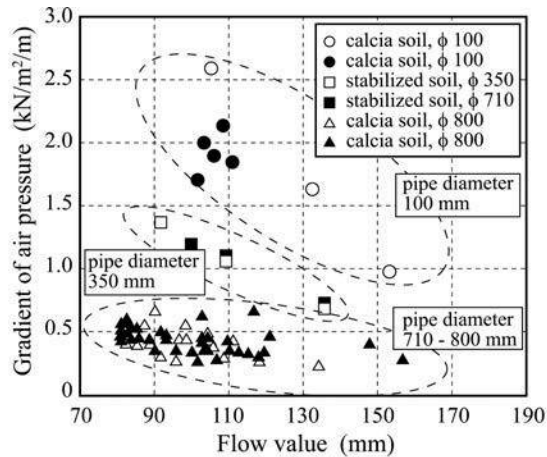 Gradient of air pressure (kN/m²/m)
3.0
2.5
2.0
1.5
1.0
0.5
0
calcia soil, ϕ 100
calcia soil, ϕ 100
stabilized soil, ϕ 350
stabilized soil, ϕ 710
calcia soil, ϕ 800
calcia soil, ϕ 800
pipe diameter
100 mm
pipe diameter
350 mm
pipe diameter
710 - 800 mm
70
90
110
130
150
170
190
Flow value (mm)